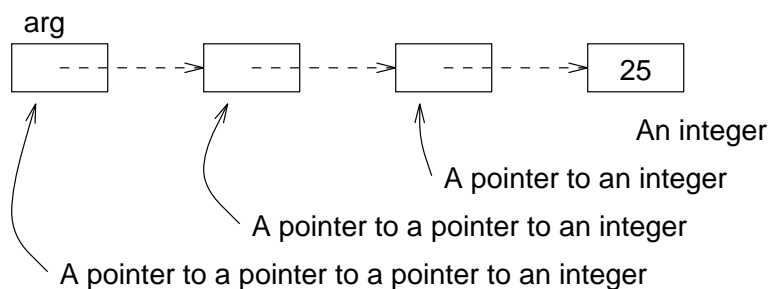 arg
25
An integer
A pointer to an integer
A pointer to a pointer to an integer
A pointer to a pointer to a pointer to an integer